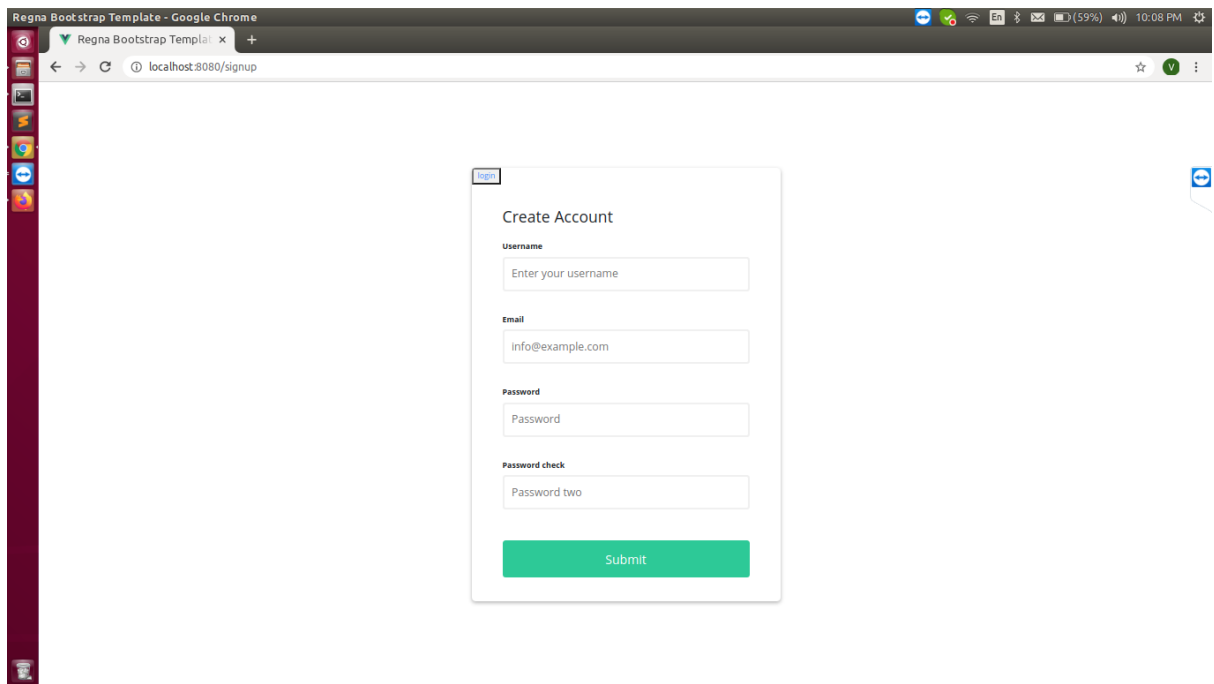 Regna Bootstrap Template - Google Chrome
En (59%) 10:08 PM
Regna Bootstrap Templat × +
localhost:8080/signup
V
login
Create Account
Username
Enter your username
Email
info@example.com
Password
Password
Password check
Password two
Submit